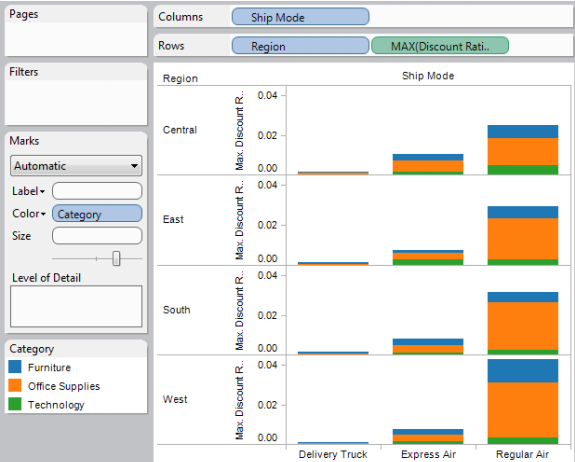 Pages
Columns Ship Mode
Rows Region MAX(Discount Rati..
Filters
Marks
Automatic
Label
Color Category
Size
Level of Detail
Category
Furniture
Office Supplies
Technology
Region Ship Mode
Central
Max. Discount R..
0.04
0.02
0.00
East
Max. Discount R..
0.04
0.02
0.00
South
Max. Discount R..
0.04
0.02
0.00
West
Max. Discount R..
0.04
0.02
0.00
Delivery Truck Express Air Regular Air